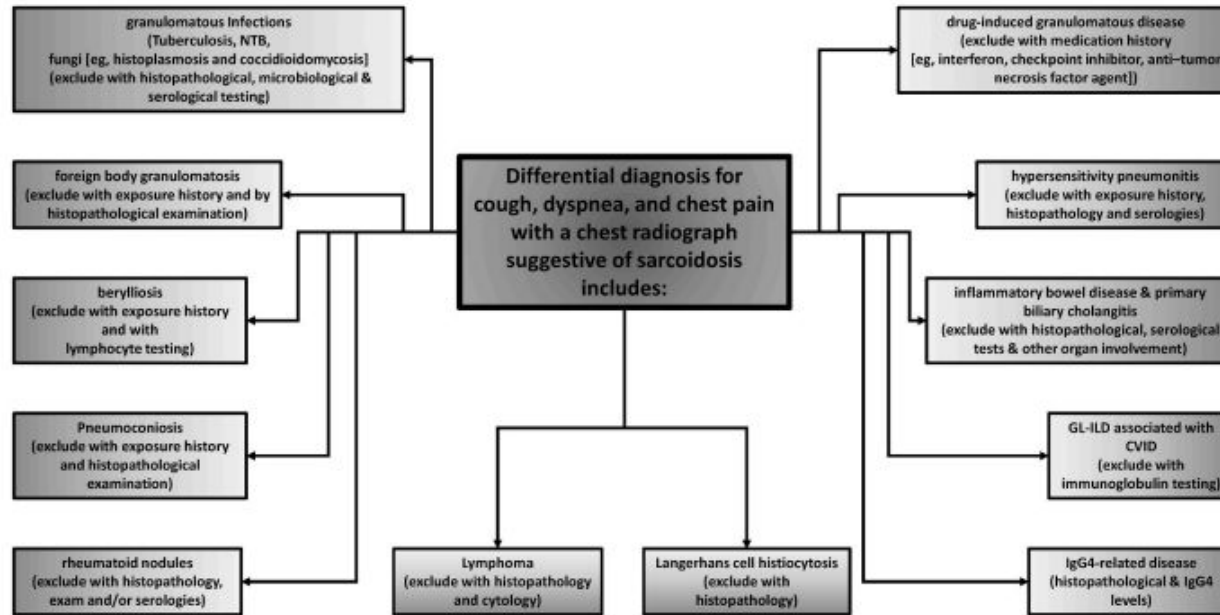 granulomatous Infections
(Tuberculosis, NTB,
fungi [eg, histoplasmosis and coccidioidomycosis]
(exclude with histopathological, microbiological &
serological testing)
foreign body granulomatosis
(exclude with exposure history and by
histopathological examination)
berylliosis
(exclude with exposure history
and with
lymphocyte testing)
Pneumoconiosis
(exclude with exposure history
and histopathological
examination)
rheumatoid nodules
(exclude with histopathology,
exam and/or serologies)
Differential diagnosis for
cough, dyspnea, and chest pain
with a chest radiograph
suggestive of sarcoidosis
includes:
Lymphoma
(exclude with histopathology
and cytology)
Langerhans cell histiocytosis
(exclude with
histopathology)
drug-induced granulomatous disease
(exclude with medication history
[eg, interferon, checkpoint inhibitor, anti–tumor
necrosis factor agent])
hypersensitivity pneumonitis
(exclude with exposure history,
histopathology and serologies)
inflammatory bowel disease & primary
biliary cholangitis
(exclude with histopathological, serological
tests & other organ involvement)
GL-ILD associated with
CVID
(exclude with
immunoglobulin testing)
IgG4-related disease
(histopathological & IgG4
levels)